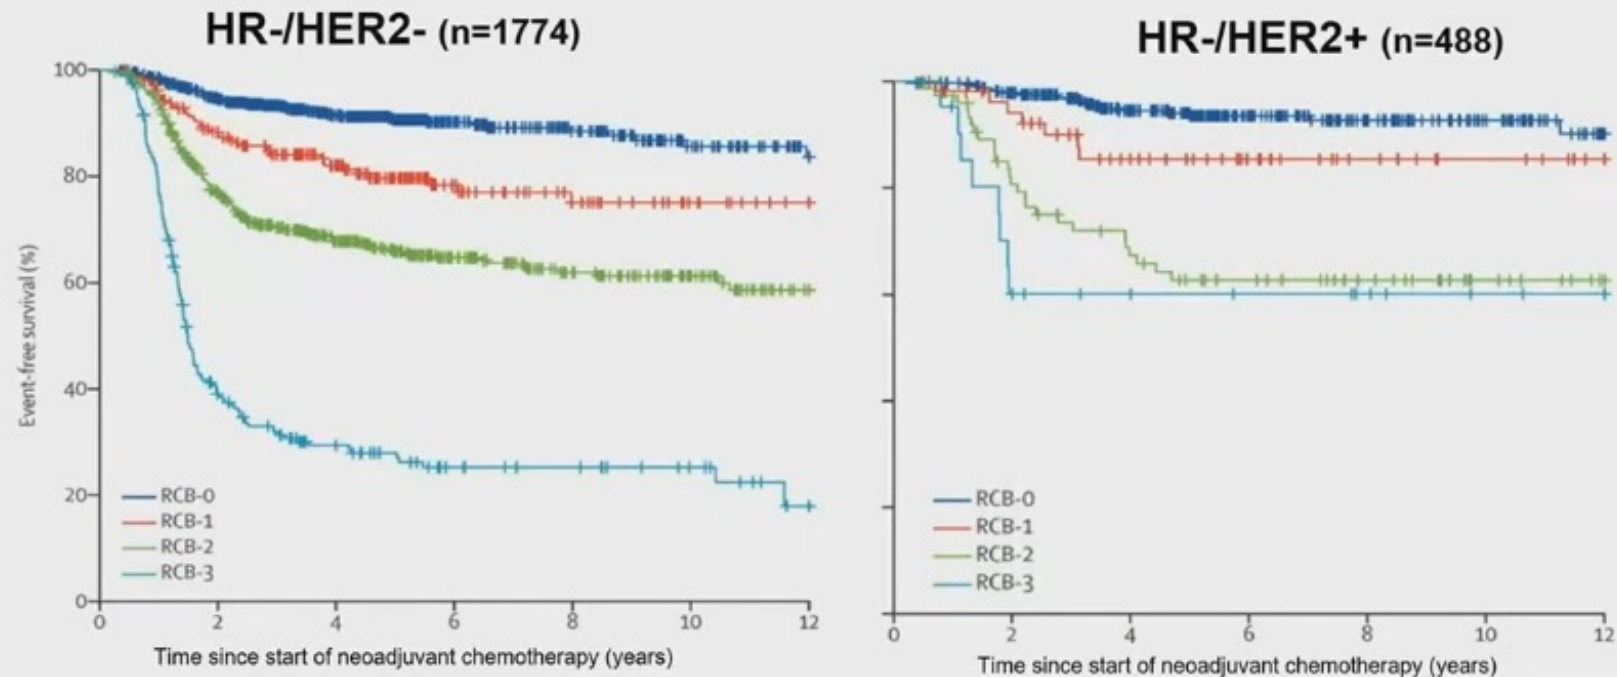 HR-/HER2- (n=1774)
Event-free survival (%)
100
80
60
40
20
0
RCB-0
RCB-1
RCB-2
RCB-3
0 2 4 6 8 10 12
Time since start of neoadjuvant chemotherapy (years)
HR-/HER2+ (n=488)
RCB-0
RCB-1
RCB-2
RCB-3
0 2 4 6 8 10 12
Time since start of neoadjuvant chemotherapy (years)